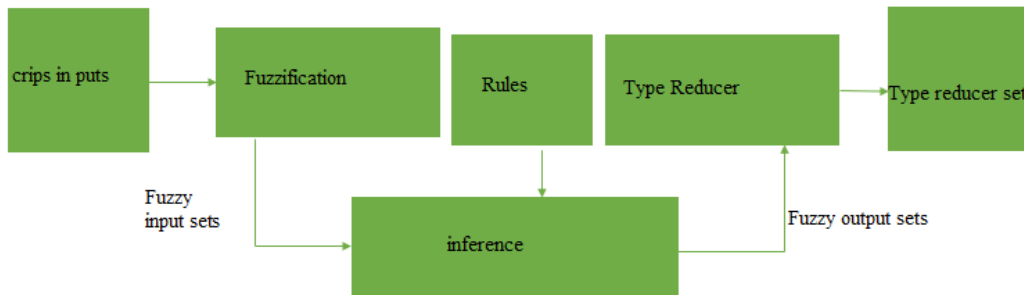 crips in puts
Fuzzification
Rules
Type Reducer
Type reducer set
Fuzzy
input sets
inference
Fuzzy output sets